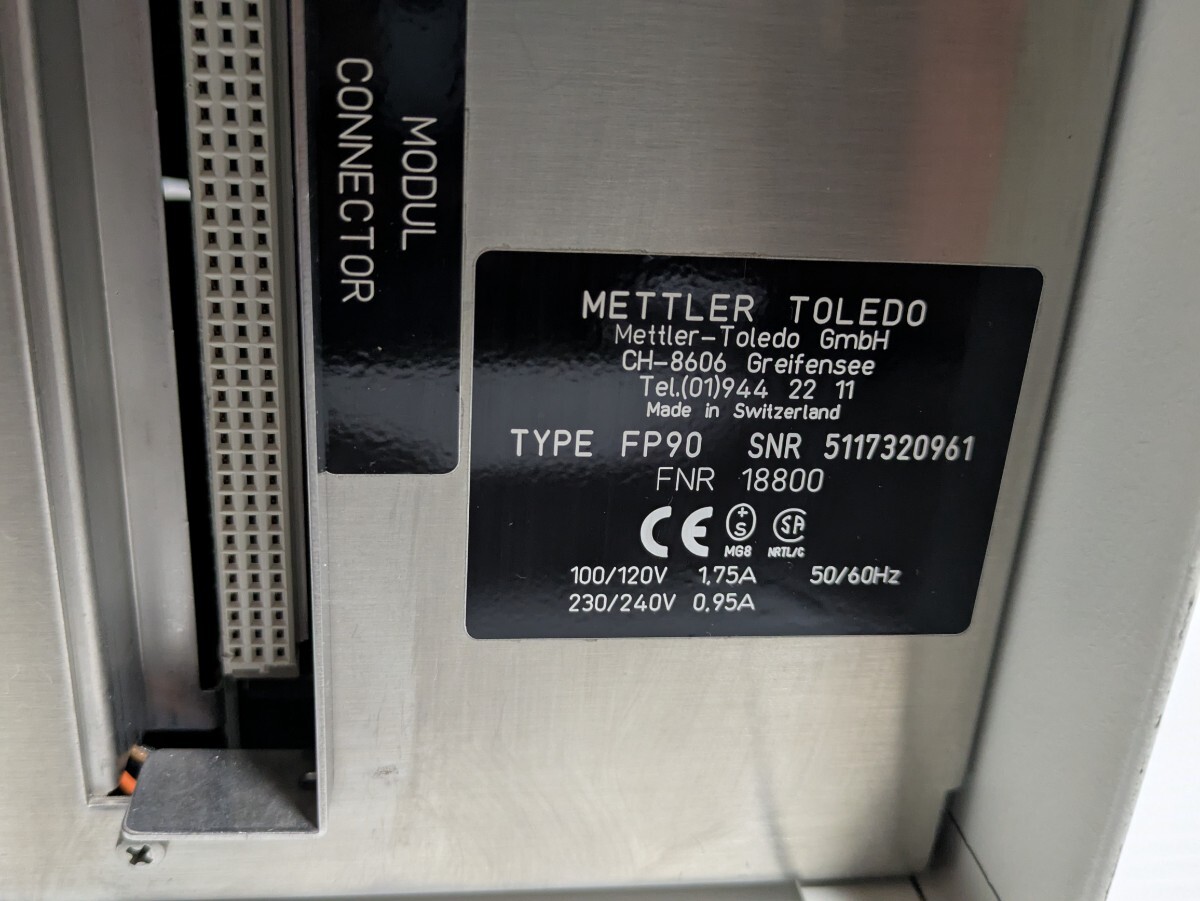 MODUL
CONNECTOR
METTLER TOLEDO
Mettler-Toledo GmbH
CH-8606 Greifensee
Tel.(01)944 22 11
Made in Switzerland
TYPE FP90 SNR 5117320961
FNR 18800
CE +S SA
MG8 NRTL/C
100/120V 1,75A 50/60Hz
230/240V 0,95A